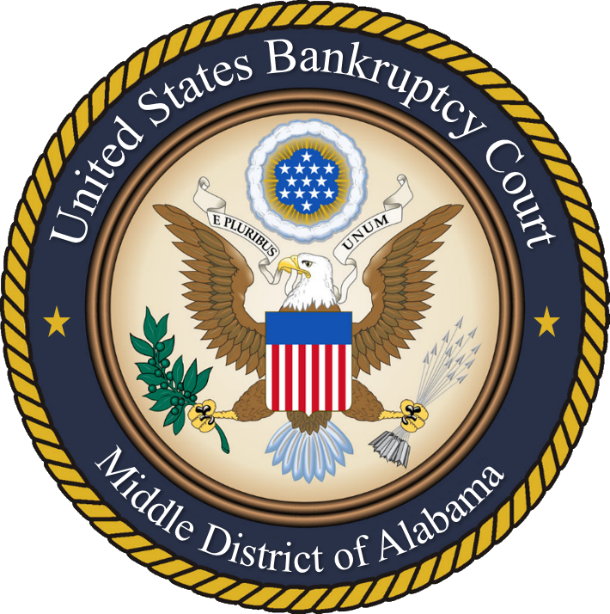 United States Bankruptcy Court
E PLURIBUS UNUM
Middle District of Alabama